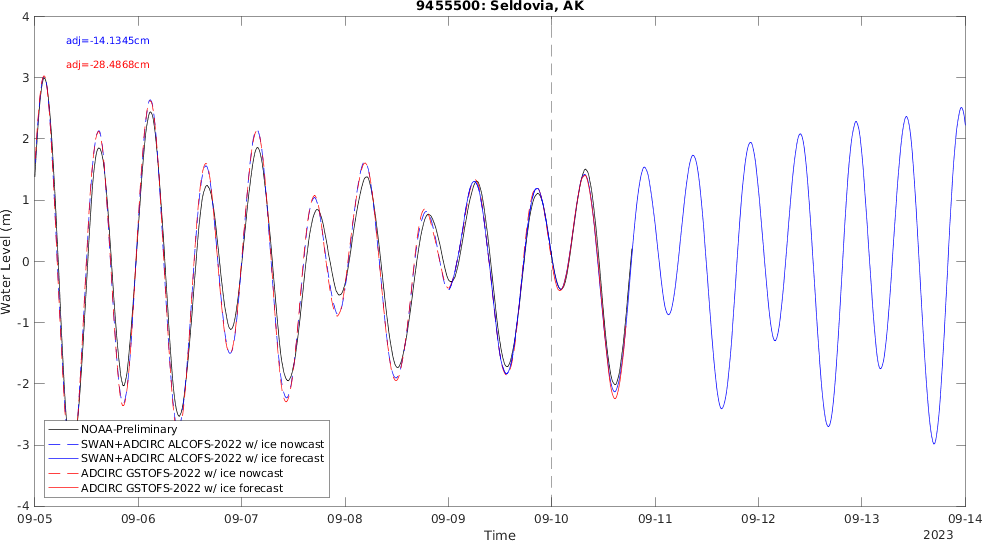 9455500: Seldovia, AK
adj=-14.1345cm
adj=-28.4868cm
Water Level (m)
4
3
2
1
0
-1
-2
-3
-4
NOAA-Preliminary
SWAN+ADCIRC ALCOFS-2022 w/ ice nowcast
SWAN+ADCIRC ALCOFS-2022 w/ ice forecast
ADCIRC GSTOFS-2022 w/ ice nowcast
ADCIRC GSTOFS-2022 w/ ice forecast
09-05 09-06 09-07 09-08 09-09 09-10 09-11 09-12 09-13 09-14
Time
2023